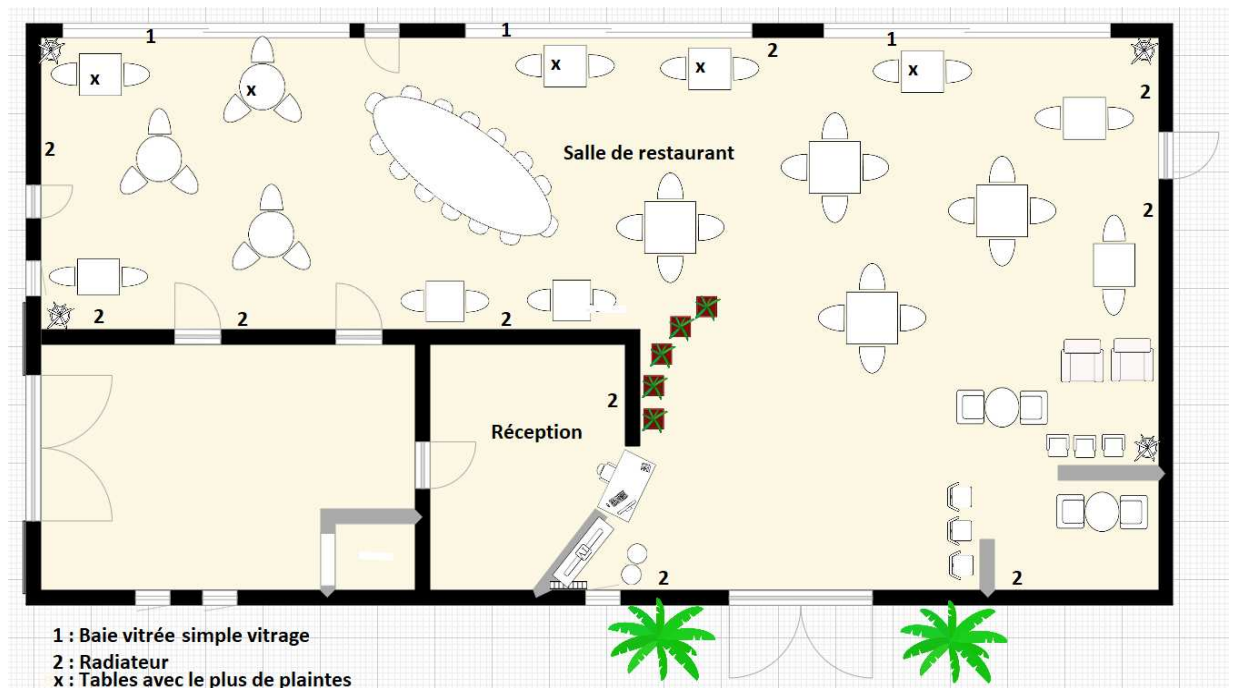 1
1
1
2
x
x
x
x
x
2
2
Salle de restaurant
2
2
2
2
2
Réception
2
2
1 : Baie vitrée simple vitrage
2 : Radiateur
x : Tables avec le plus de plaintes